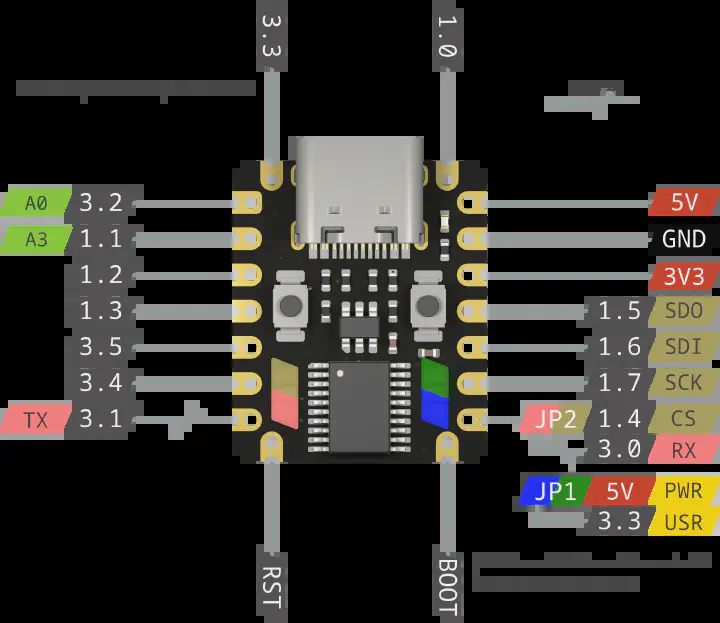 3.3
1.0
A0 3.2
5V
A3 1.1
GND
1.2
3V3
1.3
1.5 SDO
3.5
1.6 SDI
3.4
1.7 SCK
TX 3.1
JP2 1.4 CS
3.0 RX
JP1 5V PWR
3.3 USR
RST
BOOT